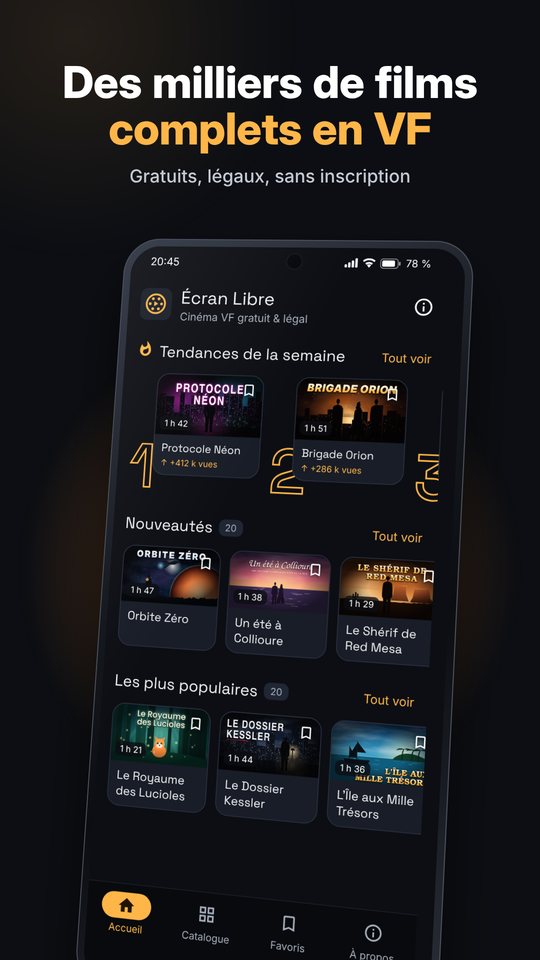 Des milliers de films
complets en VF
Gratuits, légaux, sans inscription
20:45
78 %
Écran Libre
Cinéma VF gratuit & légal
Tendances de la semaine
Tout voir
PROTOCOLE
NÉON
1 h 42
Protocole Néon
↑ +412 k vues
1
BRIGADE ORION
1 h 51
Brigade Orion
↑ +286 k vues
2
3
Nouveautés
20
Tout voir
ORBITE ZÉRO
1 h 47
Orbite Zéro
Un été à Collioure
1 h 38
Un été à
Collioure
LE SHÉRIF DE
RED MESA
1 h 29
Le Shérif de
Red Mesa
Les plus populaires
20
Tout voir
Le Royaume
des Lucioles
1 h 21
Le Royaume
des Lucioles
LE DOSSIER
KESSLER
1 h 44
Le Dossier
Kessler
L'ÎLE AU
MILLE TRÉSOR
1 h 36
L'Île aux Mille
Trésors
Accueil
Catalogue
Favoris
À propos